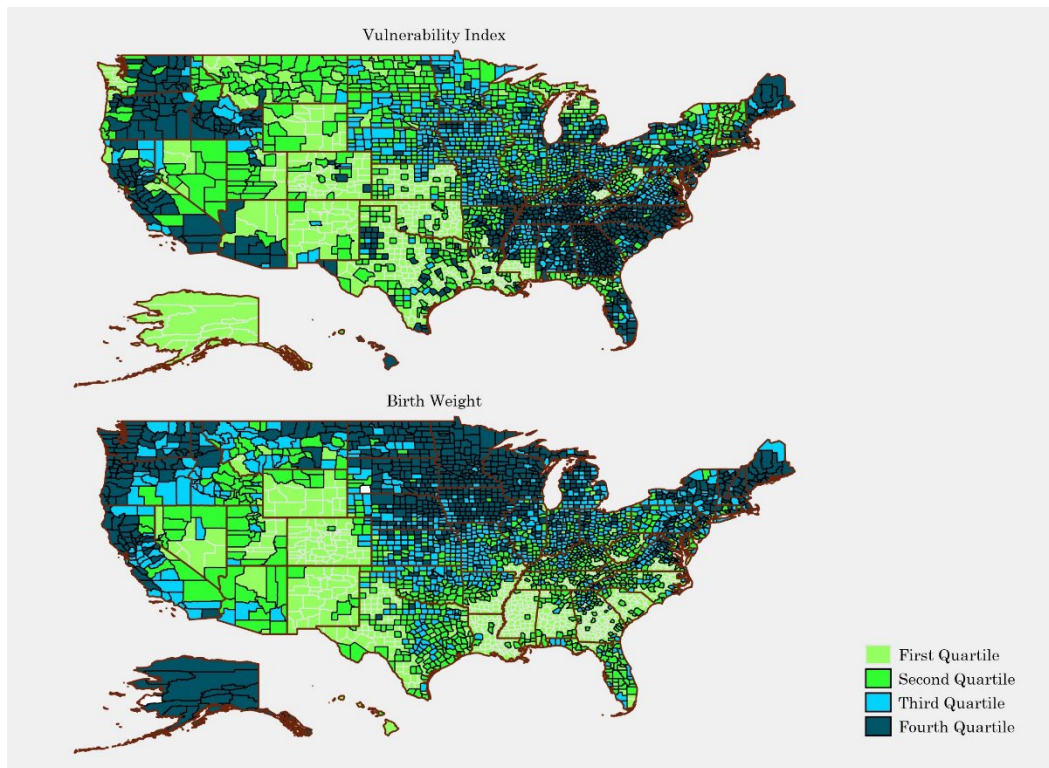 Vulnerability Index
Birth Weight
First Quartile
Second Quartile
Third Quartile
Fourth Quartile